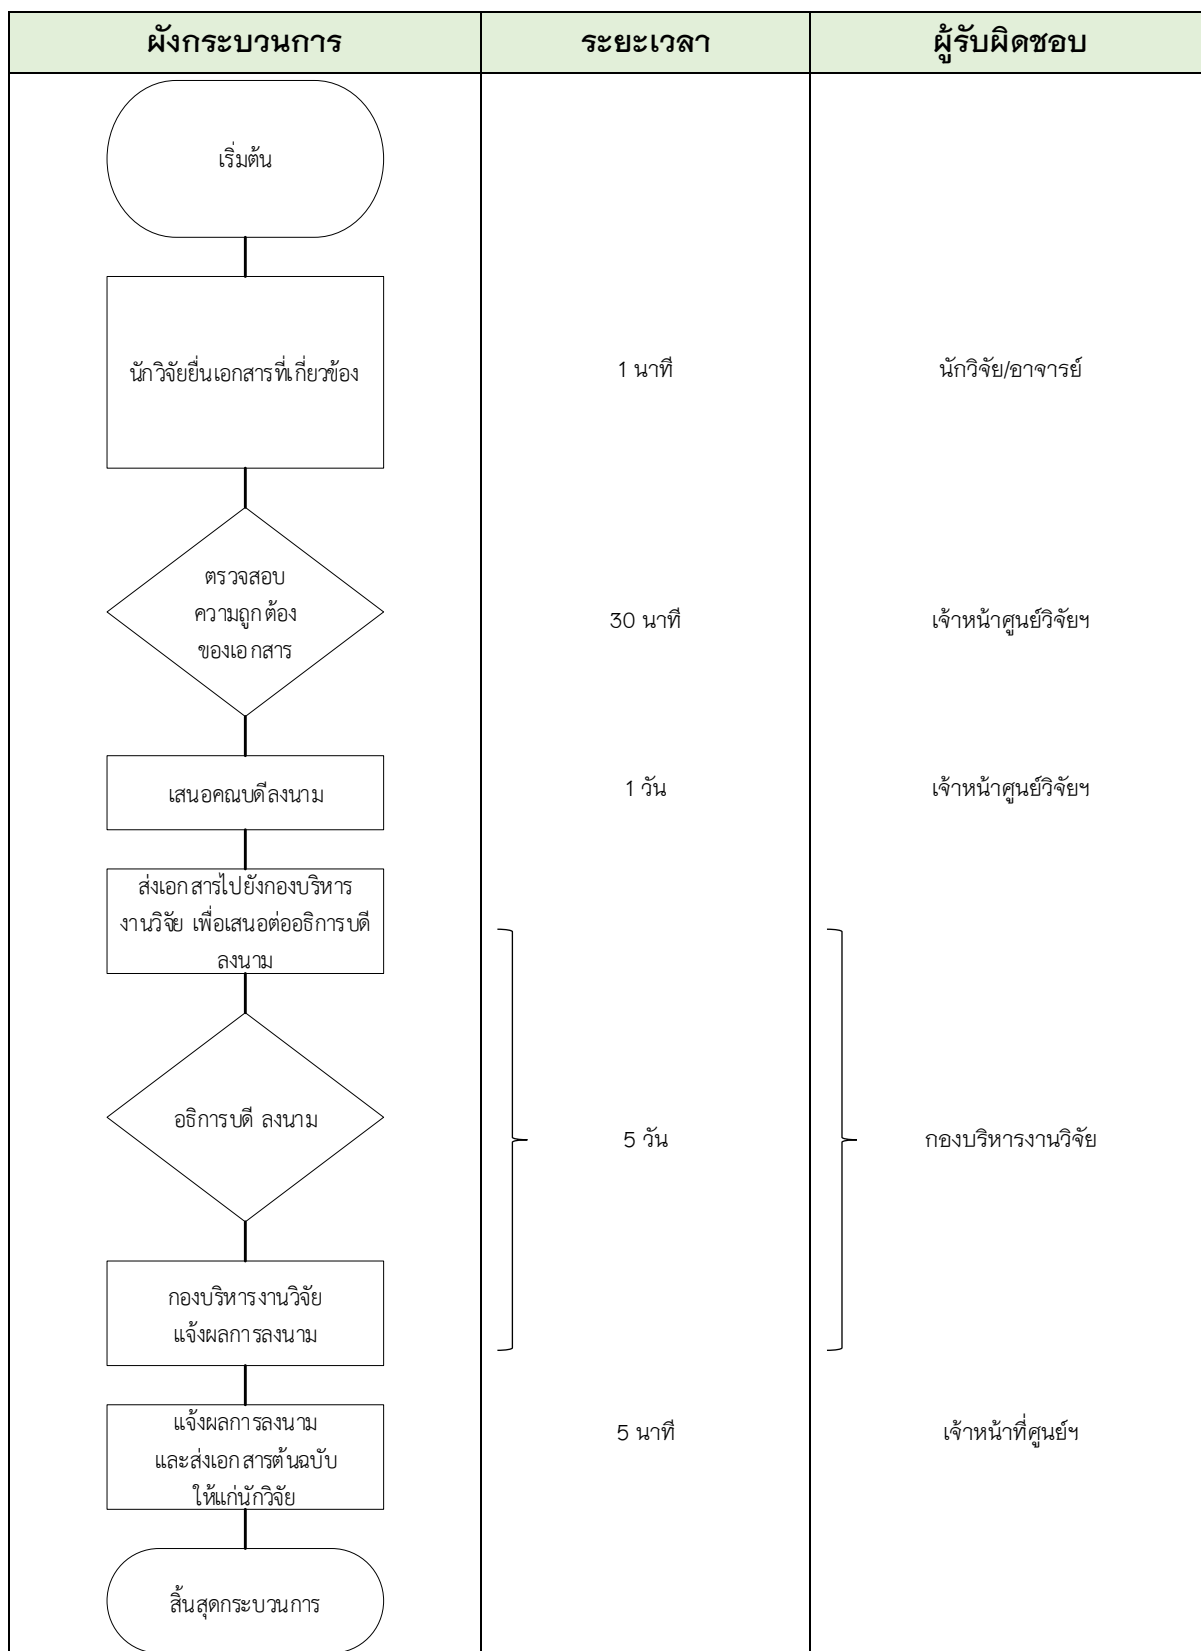 ผังกระบวนการ ระยะเวลา ผู้รับผิดชอบ
เริ่มต้น
นักวิจัยยื่นเอกสารที่เกี่ยวข้อง 1 นาที นักวิจัย/อาจารย์
ตรวจสอบ
ความถูกต้อง
ของเอกสาร
30 นาที เจ้าหน้าศูนย์วิจัยฯ
เสนอคณบดีลงนาม 1 วัน เจ้าหน้าศูนย์วิจัยฯ
ส่งเอกสารไปยังกองบริหาร
งานวิจัย เพื่อเสนอต่ออธิการบดี
ลงนาม
อธิการบดี ลงนาม 5 วัน กองบริหารงานวิจัย
กองบริหารงานวิจัย
แจ้งผลการลงนาม
แจ้งผลการลงนาม
และส่งเอกสารต้นฉบับ
ให้แก่นักวิจัย
5 นาที เจ้าหน้าที่ศูนย์ฯ
สิ้นสุดกระบวนการ